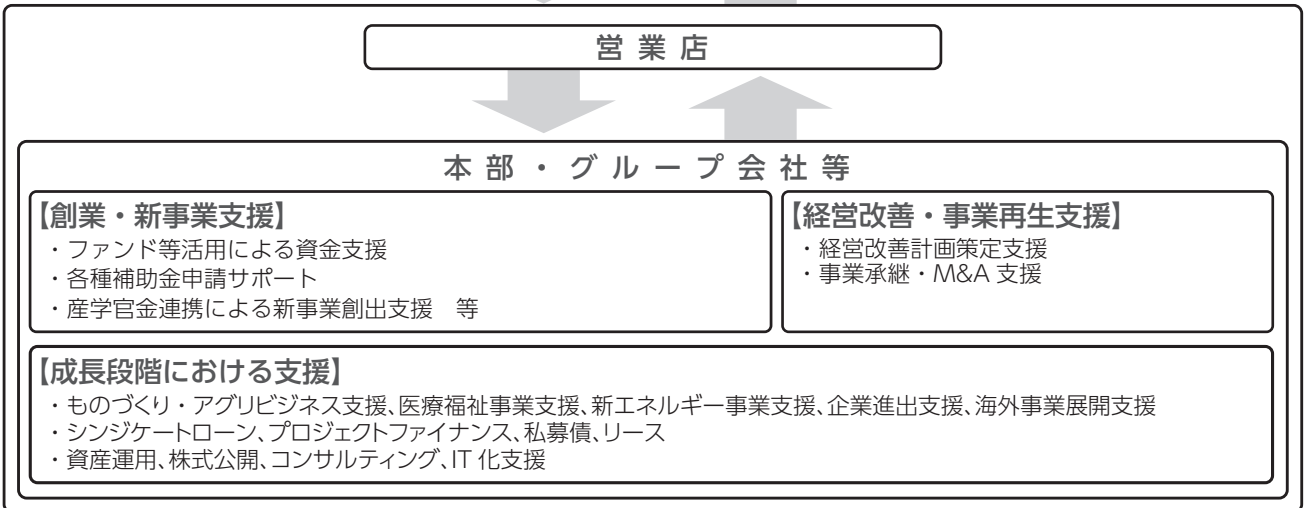 営業店
本部・グループ会社等
【創業・新事業支援】
・ファンド等活用による資金支援
・各種補助金申請サポート
・産学官金連携による新事業創出支援　等
【経営改善・事業再生支援】
・経営改善計画策定支援
・事業承継・M&A 支援
【成長段階における支援】
・ものづくり・アグリビジネス支援、医療福祉事業支援、新エネルギー事業支援、企業進出支援、海外事業展開支援
・シンジケートローン、プロジェクトファイナンス、私募債、リース
・資産運用、株式公開、コンサルティング、IT 化支援